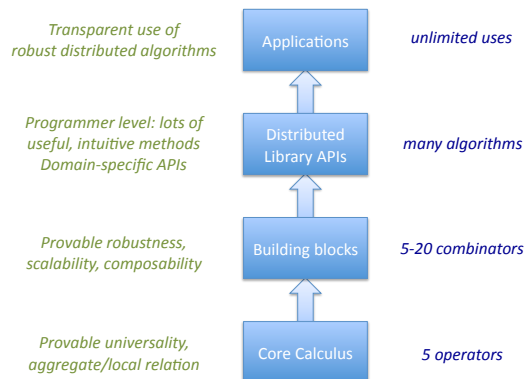 Transparent use of
robust distributed algorithms
Applications
unlimited uses
Programmer level: lots of
useful, intuitive methods
Domain-specific APIs
Distributed
Library APIs
many algorithms
Provable robustness,
scalability, composability
Building blocks
5-20 combinators
Provable universality,
aggregate/local relation
Core Calculus
5 operators